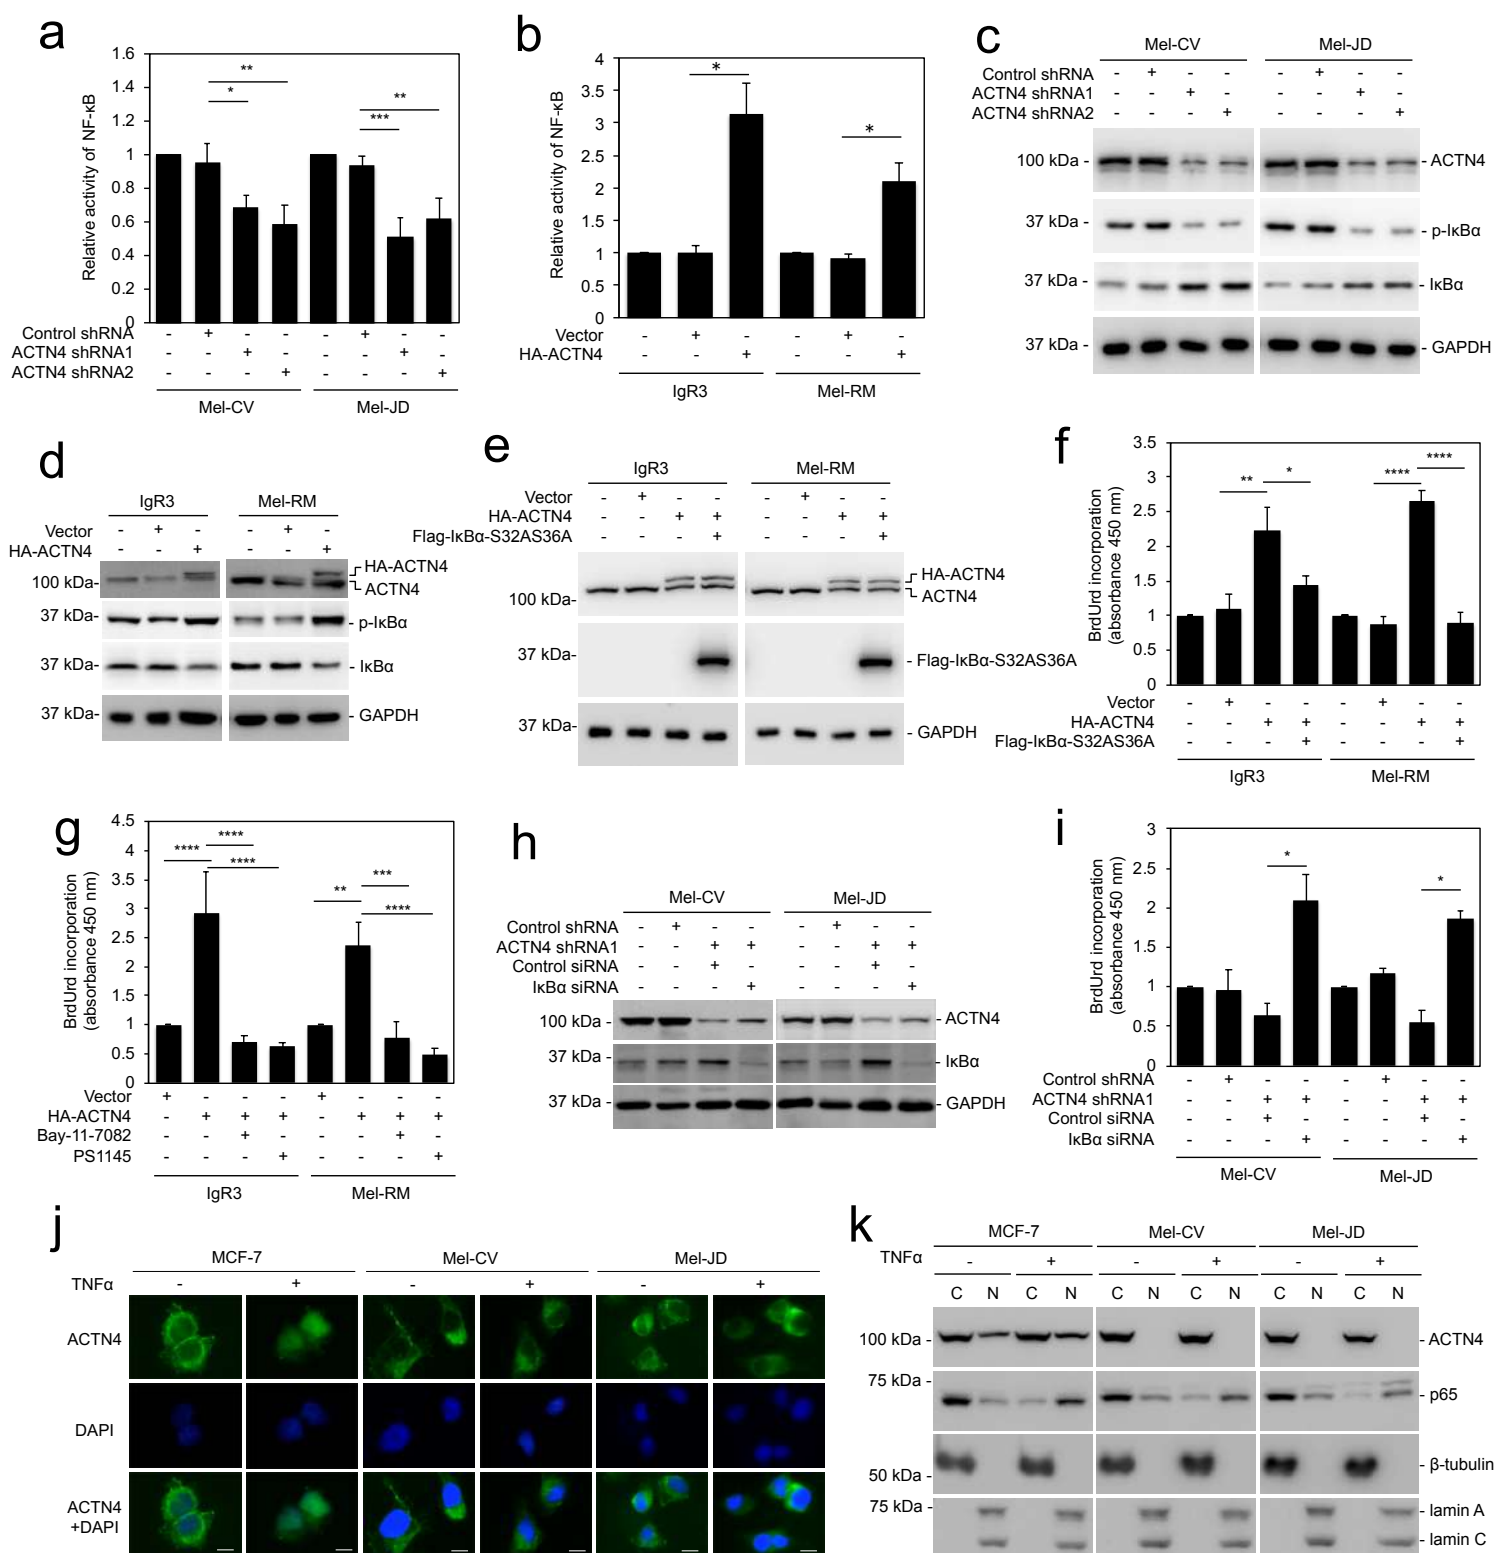 a
Relative activity of NF-κB
1.6
1.4
1.2
1
0.8
0.6
0.4
0.2
0
** * ** ***
Control shRNA - + - - - + - -
ACTN4 shRNA1 - - + - - - + -
ACTN4 shRNA2 - - - + - - - +
Mel-CV Mel-JD
b
Relative activity of NF-κB
4
3.5
3
2.5
2
1.5
1
0.5
0
* *
Vector - + - - + -
HA-ACTN4 - - + - - +
IgR3 Mel-RM
c
Mel-CV Mel-JD
Control shRNA - + - - - + - -
ACTN4 shRNA1 - - + - - - + -
ACTN4 shRNA2 - - - + - - - +
100 kDa - - ACTN4
37 kDa - - p-IκBα
37 kDa - - IκBα
37 kDa - - GAPDH
d
IgR3 Mel-RM
Vector - + - - + -
HA-ACTN4 - - + - - +
HA-ACTN4
100 kDa- ACTN4
37 kDa- - p-IκBα
37 kDa- - IκBα
37 kDa- - GAPDH
e
IgR3 Mel-RM
Vector - + - - - + - -
HA-ACTN4 - - + + - - + +
Flag-IκBα-S32AS36A - - - + - - - +
HA-ACTN4
100 kDa- ACTN4
37 kDa- - Flag-IκBα-S32AS36A
37 kDa- - GAPDH
f
BrdUrd incorporation
(absorbance 450 nm)
3.5
3
2.5
2
1.5
1
0.5
0
** * **** ****
Vector - + - - - + - -
HA-ACTN4 - - + + - - + +
Flag-IκBα-S32AS36A - - - + - - - +
IgR3 Mel-RM
g
BrdUrd incorporation
(absorbance 450 nm)
4.5
4
3.5
3
2.5
2
1.5
1
0.5
0
**** **** **** ** *** ****
Vector + - - - + - - -
HA-ACTN4 - + + + - + + +
Bay-11-7082 - - + - - - + -
PS1145 - - - + - - - +
IgR3 Mel-RM
h
Mel-CV Mel-JD
Control shRNA - + - - - + - -
ACTN4 shRNA1 - - + + - - + +
Control siRNA - - + - - - + -
IκBα siRNA - - - + - - - +
100 kDa - - ACTN4
37 kDa - - IκBα
37 kDa - - GAPDH
i
BrdUrd incorporation
(absorbance 450 nm)
3
2.5
2
1.5
1
0.5
0
* *
Control shRNA - + - - - + - -
ACTN4 shRNA1 - - + + - - + +
Control siRNA - - + - - - + -
IκBα siRNA - - - + - - - +
Mel-CV Mel-JD
j
MCF-7 Mel-CV Mel-JD
TNFα - + - + - +
ACTN4
DAPI
ACTN4
+DAPI
k
MCF-7 Mel-CV Mel-JD
TNFα - + - + - +
C N C N C N C N C N C N
100 kDa - - ACTN4
75 kDa -
- p65
- β-tubulin
50 kDa -
75 kDa - - lamin A
- lamin C